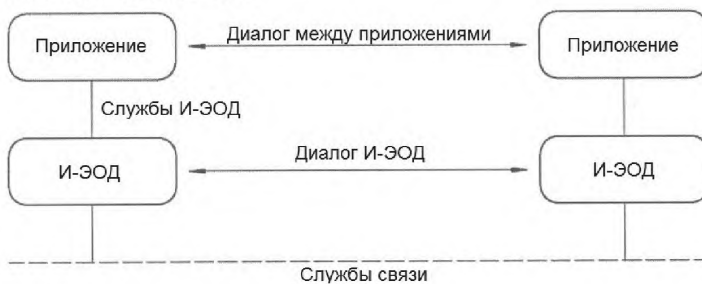 Приложение
Диалог между приложениями
Приложение
Службы И-ЭОД
И-ЭОД
Диалог И-ЭОД
И-ЭОД
Службы связи